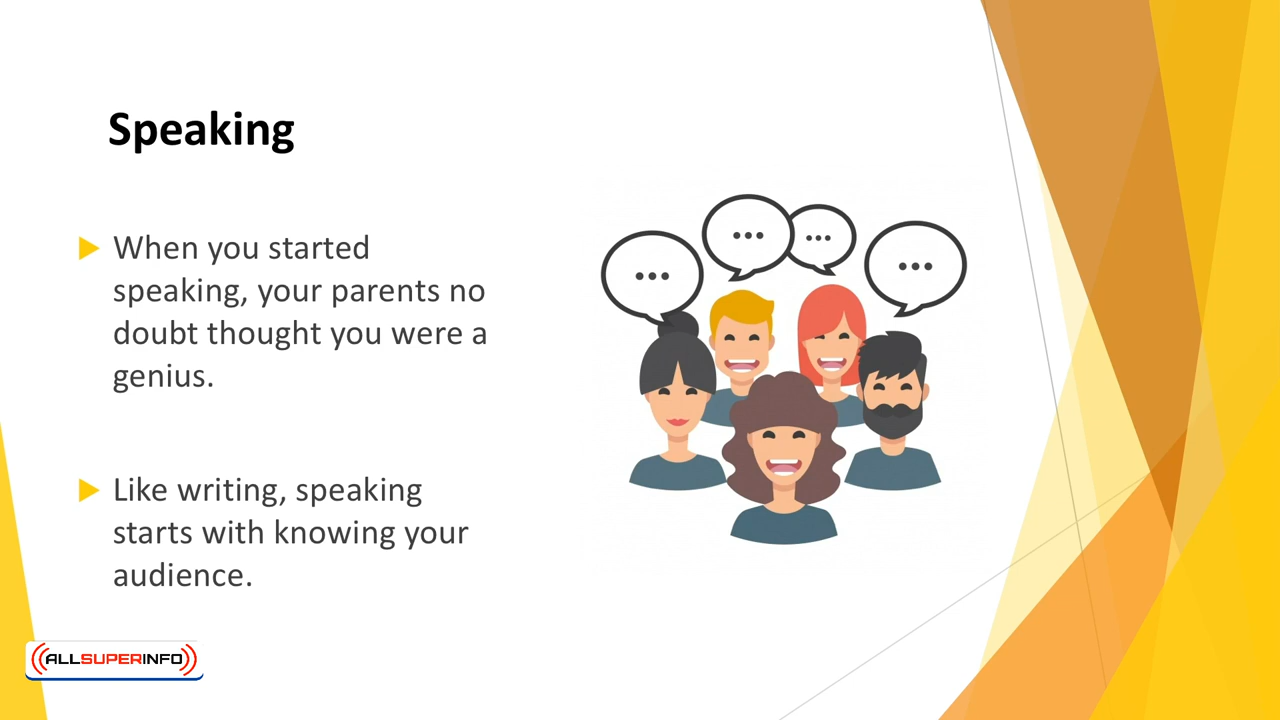 Speaking
When you started
speaking, your parents no
doubt thought you were a
genius.
Like writing, speaking
starts with knowing your
audience.
ALLSUPERINFO